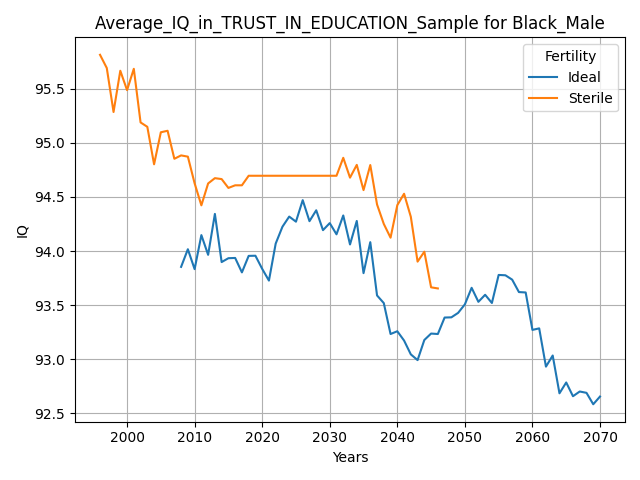 Average_IQ_in_TRUST_IN_EDUCATION_Sample for Black_Male
Fertility
Ideal
Sterile
95.5
95.0
94.5
94.0
93.5
93.0
92.5
IQ
2000 2010 2020 2030 2040 2050 2060 2070
Years